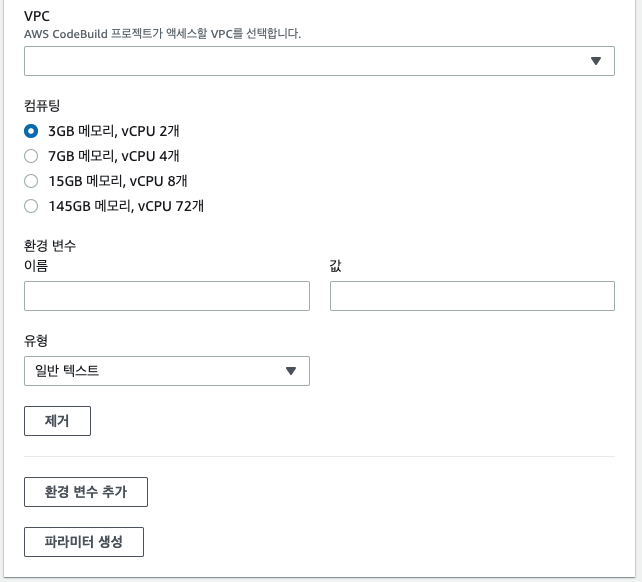 VPC
AWS CodeBuild 프로젝트가 액세스할 VPC를 선택합니다.
컴퓨팅
3GB 메모리, vCPU 2개
7GB 메모리, vCPU 4개
15GB 메모리, vCPU 8개
145GB 메모리, vCPU 72개
환경 변수
이름 값
유형
일반 텍스트
제거
환경 변수 추가
파라미터 생성